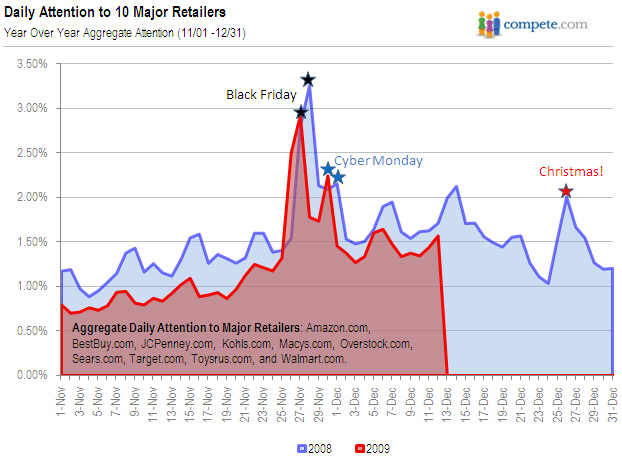 Daily Attention to 10 Major Retailers
Year Over Year Aggregate Attention (11/01 -12/31)
compete.com
3.50%
3.00%
2.50%
2.00%
1.50%
1.00%
0.50%
0.00%
Black Friday
Cyber Monday
Christmas!
Aggregate Daily Attention to Major Retailers: Amazon.com,
BestBuy.com, JCPenney.com, Kohls.com, Macys.com, Overstock.com,
Sears.com, Target.com, Toysrus.com, and Walmart.com.
1-Nov
3-Nov
5-Nov
7-Nov
9-Nov
11-Nov
13-Nov
15-Nov
17-Nov
19-Nov
21-Nov
23-Nov
25-Nov
27-Nov
29-Nov
1-Dec
3-Dec
5-Dec
7-Dec
9-Dec
11-Dec
13-Dec
15-Dec
17-Dec
19-Dec
21-Dec
23-Dec
25-Dec
27-Dec
29-Dec
31-Dec
2008
2009